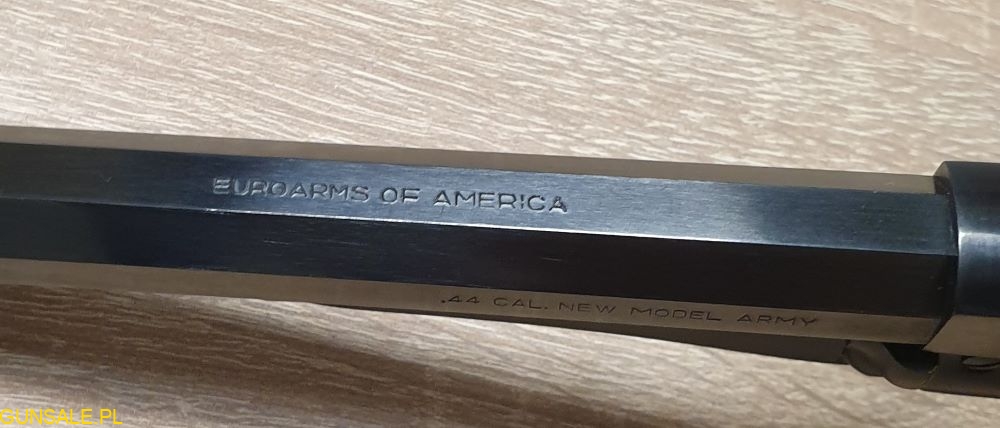 EUROARMS OF AMERICA
.44 CAL. NEW MODEL ARMY
GUNSALE.PL